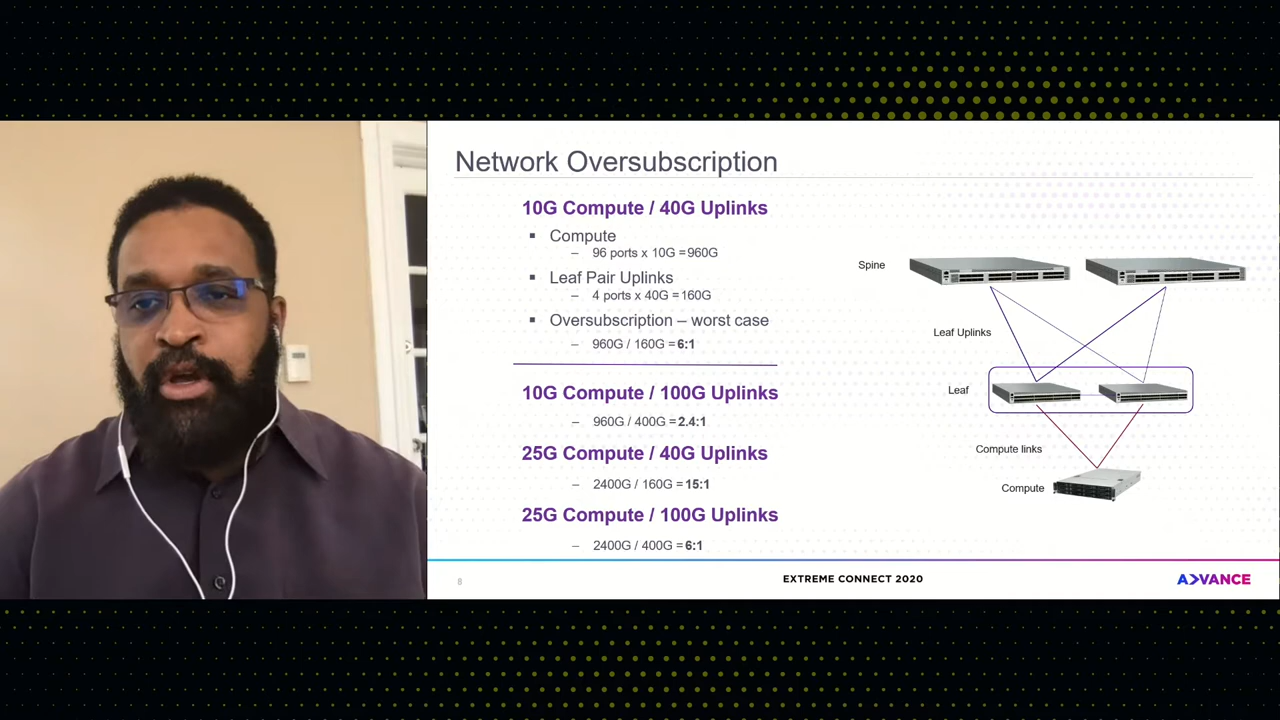 Network Oversubscription
10G Compute / 40G Uplinks
▪ Compute
– 96 ports x 10G =960G
▪ Leaf Pair Uplinks
– 4 ports x 40G =160G
▪ Oversubscription – worst case
– 960G / 160G =6:1
10G Compute / 100G Uplinks
– 960G / 400G =2.4:1
25G Compute / 40G Uplinks
– 2400G / 160G =15:1
25G Compute / 100G Uplinks
– 2400G / 400G =6:1
Spine
Leaf Uplinks
Leaf
Compute links
Compute
8
EXTREME CONNECT 2020
ADVANCE